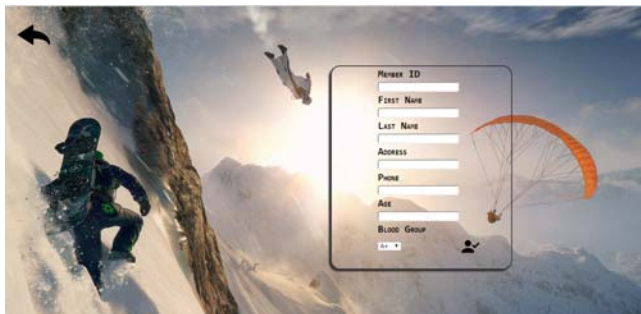 Member ID
First Name
Last Name
Address
Phone
Age
Blood Group
A+